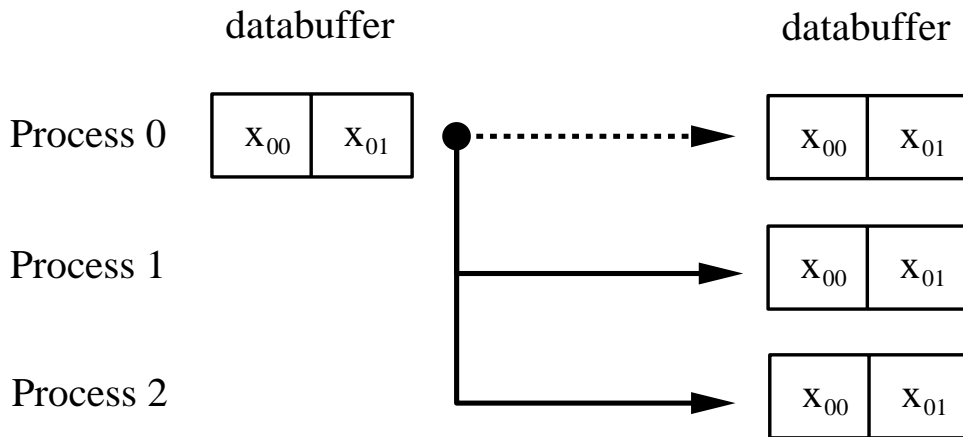 databuffer databuffer
Process 0 x₀₀ x₀₁ x₀₀ x₀₁
Process 1 x₀₀ x₀₁
Process 2 x₀₀ x₀₁